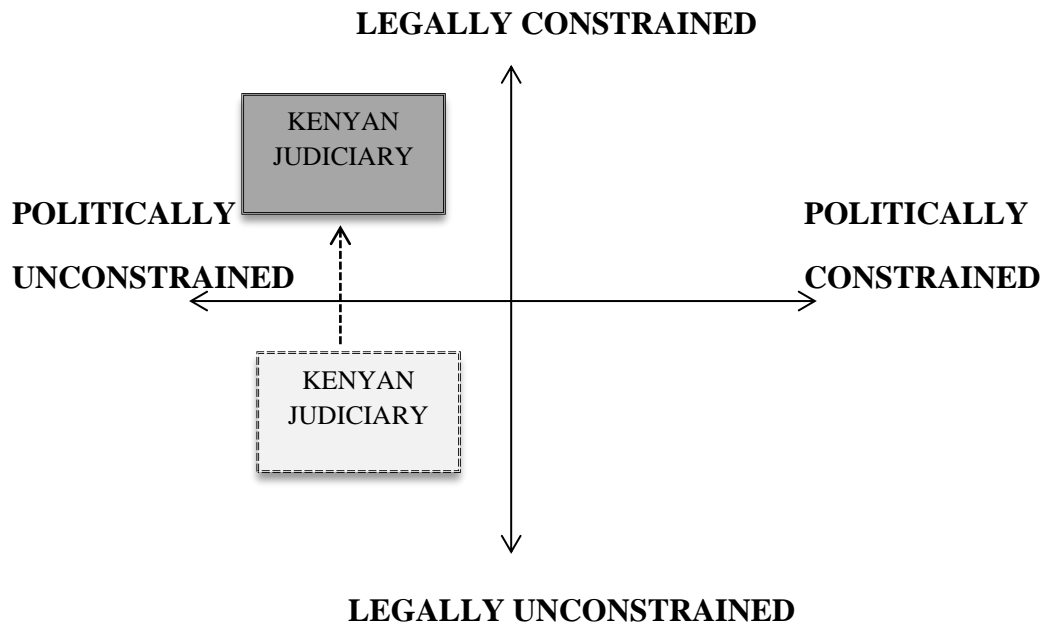 LEGALLY CONSTRAINED
KENYAN
JUDICIARY
POLITICALLY
UNCONSTRAINED
POLITICALLY
CONSTRAINED
KENYAN
JUDICIARY
LEGALLY UNCONSTRAINED